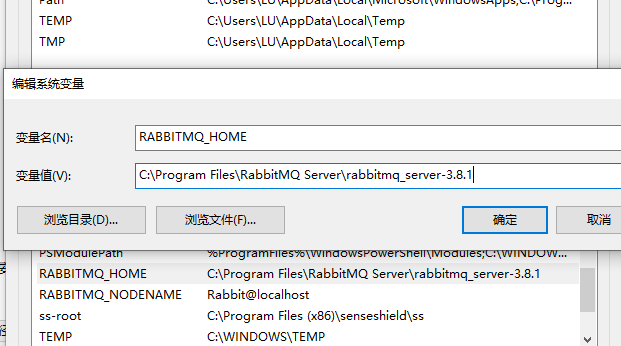 Path C:\Users\LU\AppData\Local\Microsoft\WindowsApps;C:\Prog...
TEMP C:\Users\LU\AppData\Local\Temp
TMP C:\Users\LU\AppData\Local\Temp
编辑系统变量
变量名(N): RABBITMQ_HOME
变量值(V): C:\Program Files\RabbitMQ Server\rabbitmq_server-3.8.1
浏览目录(D)... 浏览文件(F)... 确定 取消
PSModulePath %ProgramFiles%\WindowsPowerShell\Modules;C:\WINDOW...
RABBITMQ_HOME C:\Program Files\RabbitMQ Server\rabbitmq_server-3.8.1
RABBITMQ_NODENAME Rabbit@localhost
ss-root C:\Program Files (x86)\senseshield\ss
TEMP C:\WINDOWS\TEMP